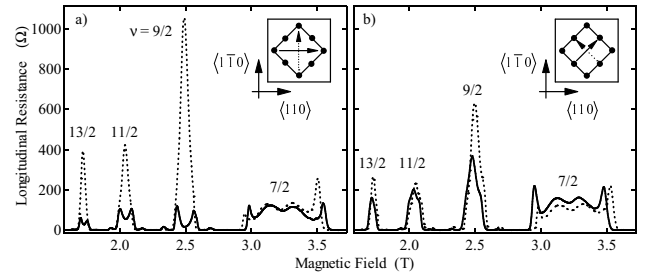 a)
ν = 9/2
13/2
11/2
7/2
⟨11̅0⟩
⟨110⟩
b)
9/2
13/2
11/2
7/2
⟨11̅0⟩
⟨110⟩
Longitudinal Resistance (Ω)
1000
800
600
400
200
0
2.0 2.5 3.0 3.5
2.0 2.5 3.0 3.5
Magnetic Field (T)